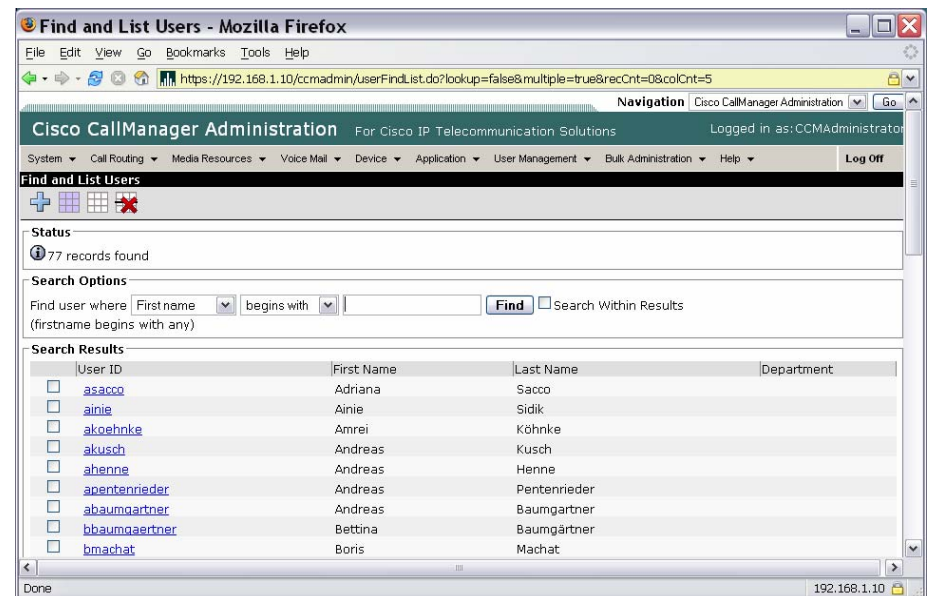 Find and List Users - Mozilla Firefox
File Edit View Go Bookmarks Tools Help
https://192.168.1.10/ccmadmin/userFindList.do?lookup=false&multiple=true&recCnt=0&colCnt=5
Navigation Cisco CallManager Administration Go
Cisco CallManager Administration For Cisco IP Telecommunication Solutions Logged in as:CCMAdministrator
System Call Routing Media Resources Voice Mail Device Application User Management Bulk Administration Help Log Off
Find and List Users
Status
77 records found
Search Options
Find user where First name begins with Find Search Within Results
(firstname begins with any)
Search Results
User ID First Name Last Name Department
asacco Adriana Sacco
ainie Ainie Sidik
akoehnke Amrei Köhnke
akusch Andreas Kusch
ahenne Andreas Henne
apentenrieder Andreas Pentenrieder
abaumgartner Andreas Baumgartner
bbaumgaertner Bettina Baumgärtner
bmachat Boris Machat
Done 192.168.1.10